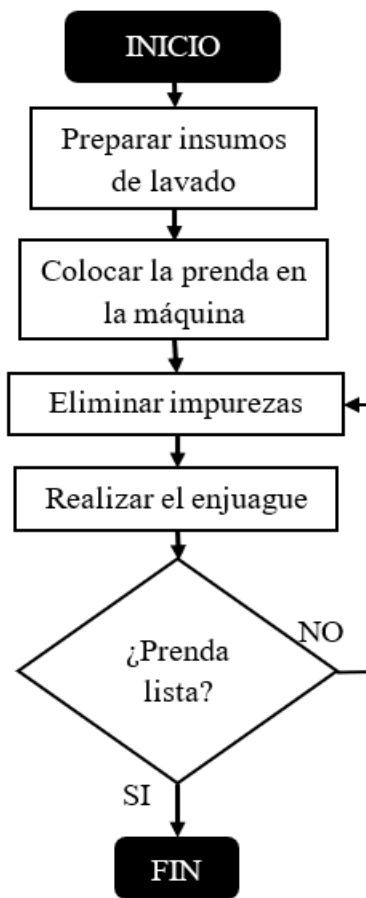 INICIO
Preparar insumos
de lavado
Colocar la prenda en
la máquina
Eliminar impurezas
Realizar el enjuague
¿Prenda
lista?
NO
SI
FIN